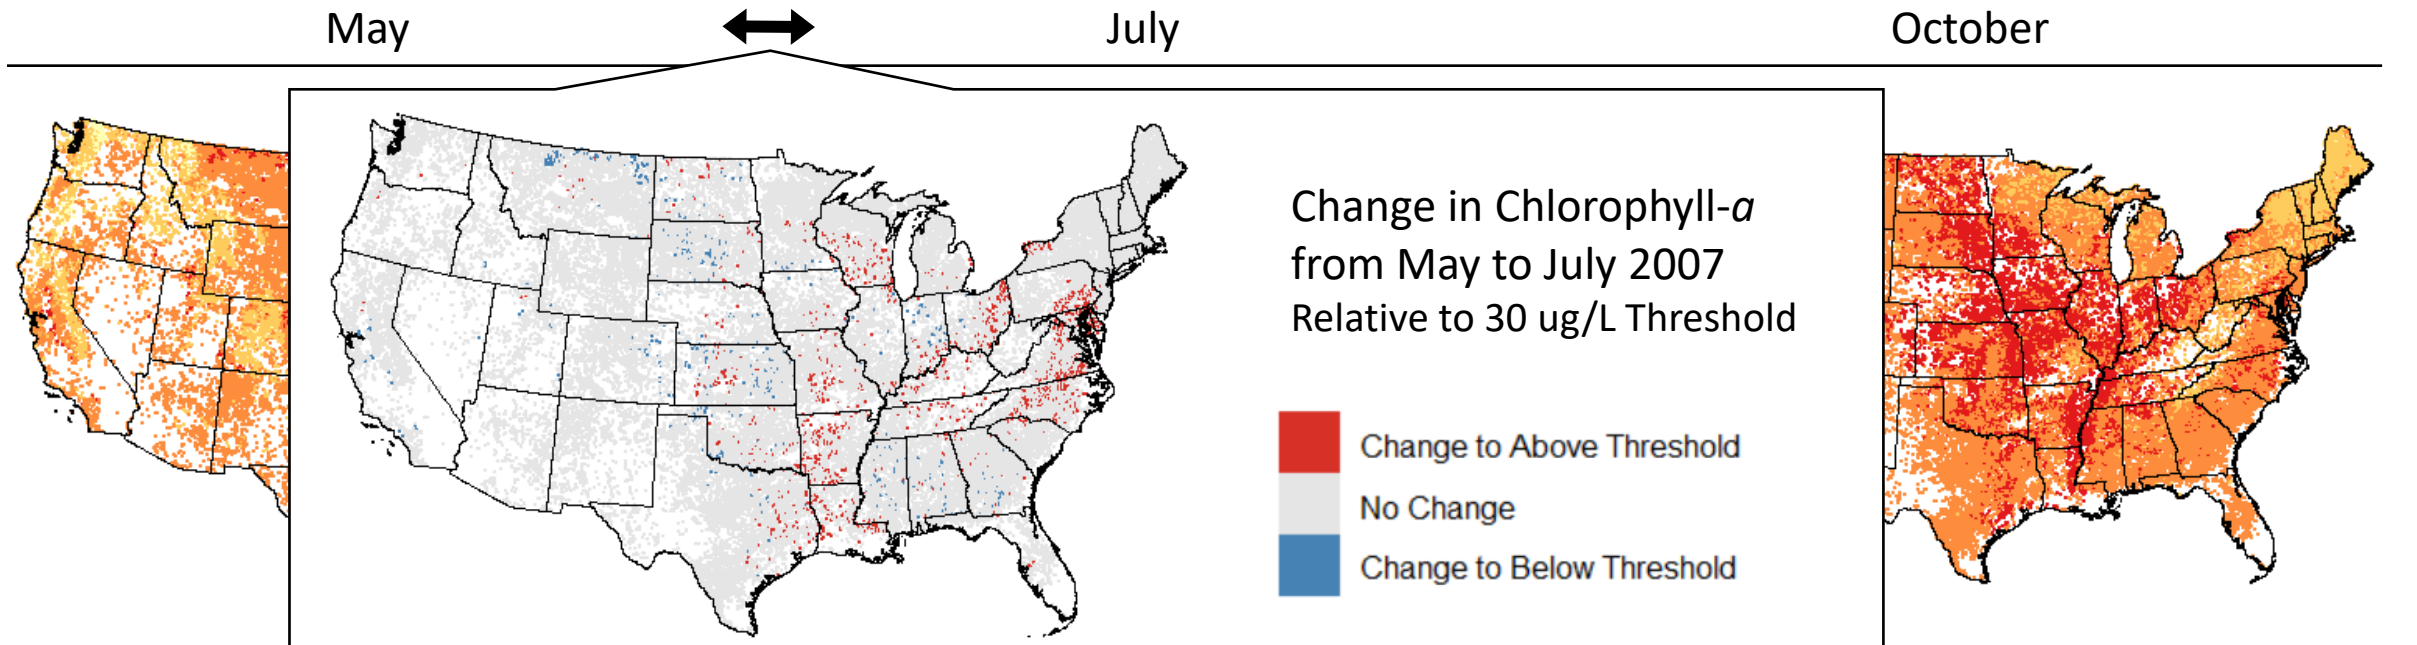 May
July
October
Change in Chlorophyll-a
from May to July 2007
Relative to 30 ug/L Threshold
Change to Above Threshold
No Change
Change to Below Threshold